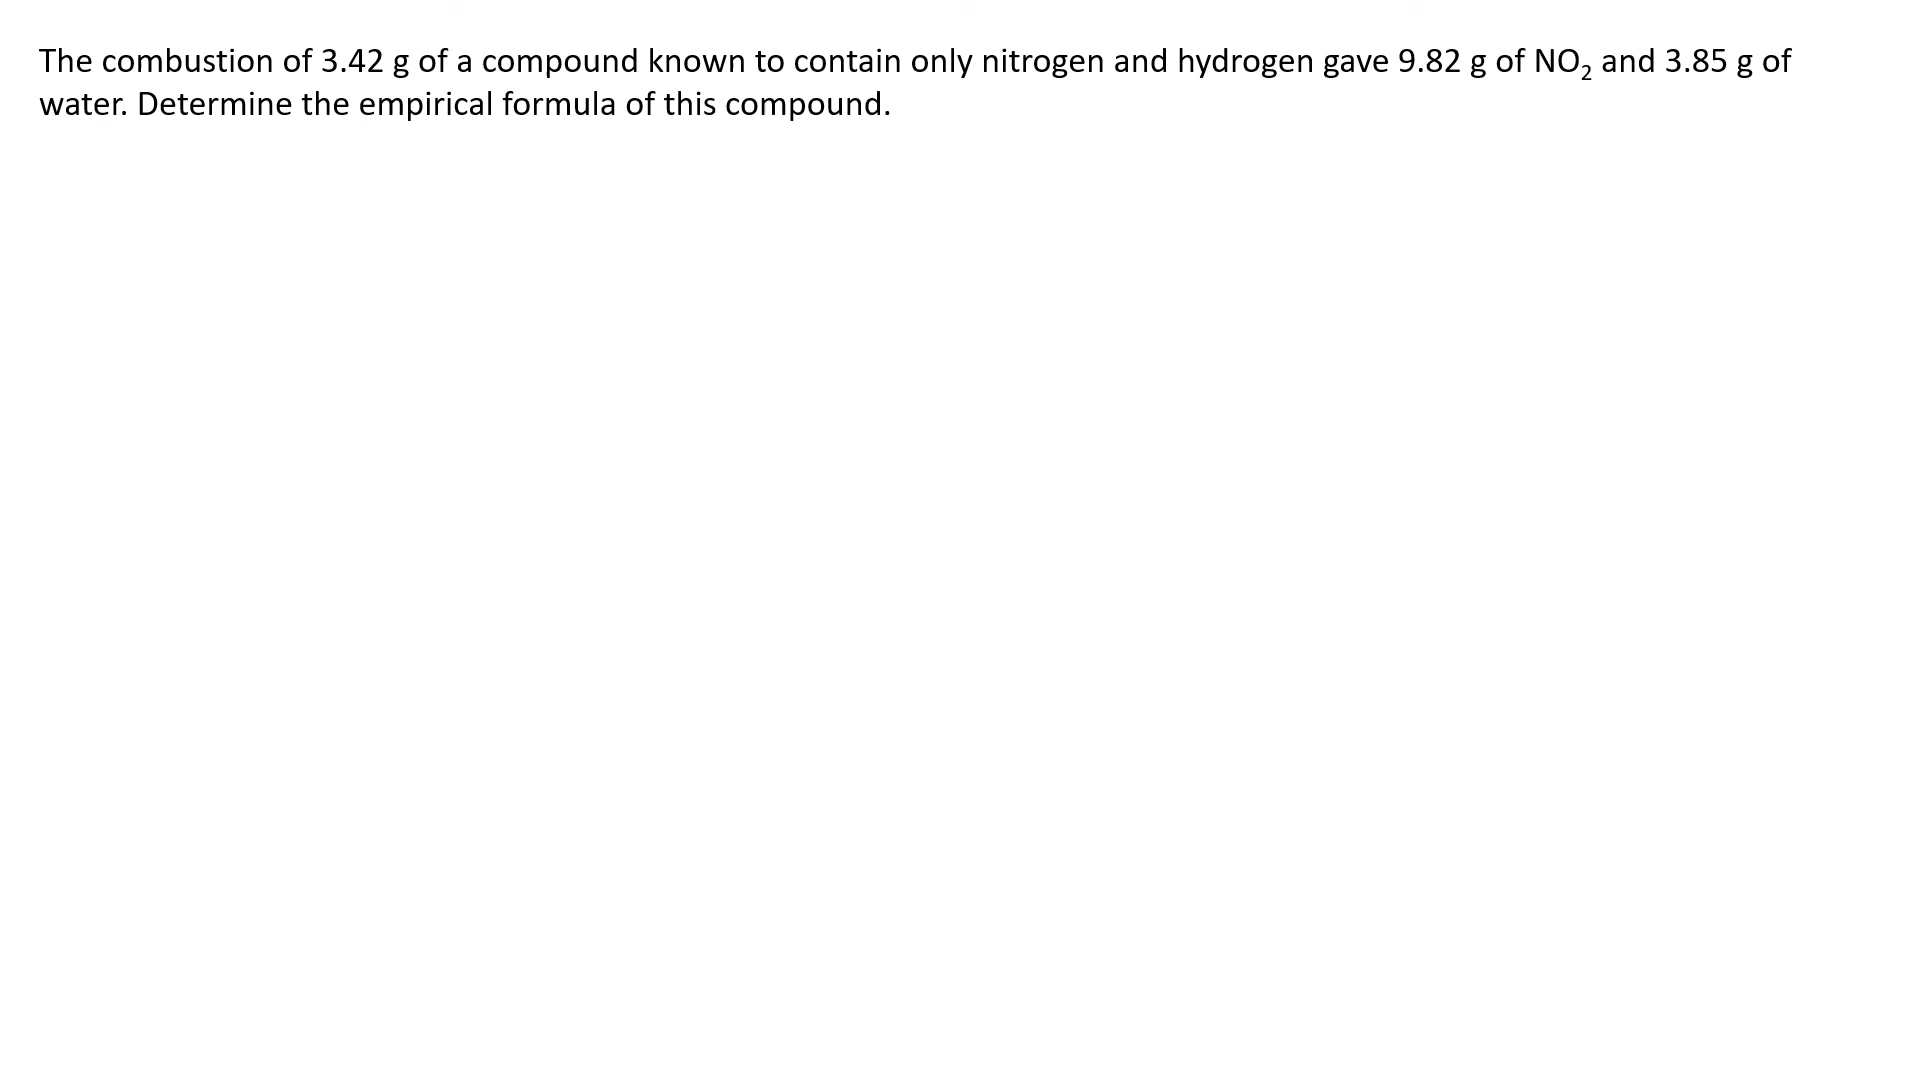 The combustion of 3.42 g of a compound known to contain only nitrogen and hydrogen gave 9.82 g of NO₂ and 3.85 g of
water. Determine the empirical formula of this compound.